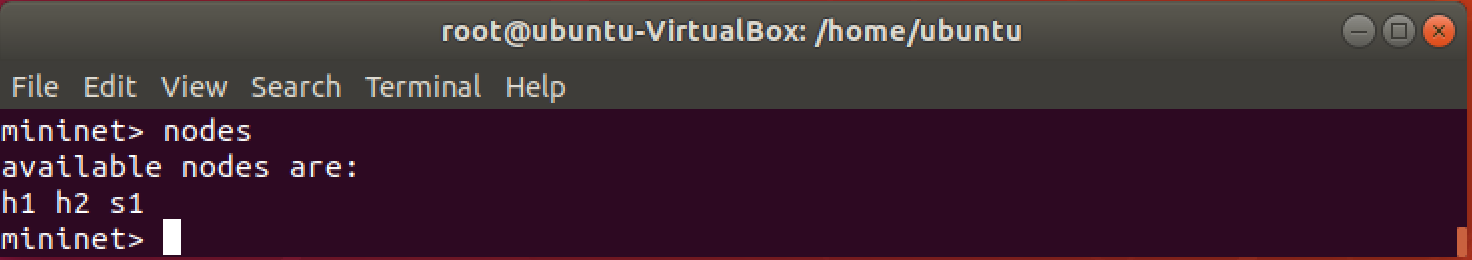 root@ubuntu-VirtualBox: /home/ubuntu
File Edit View Search Terminal Help
mininet> nodes
available nodes are:
h1 h2 s1
mininet>